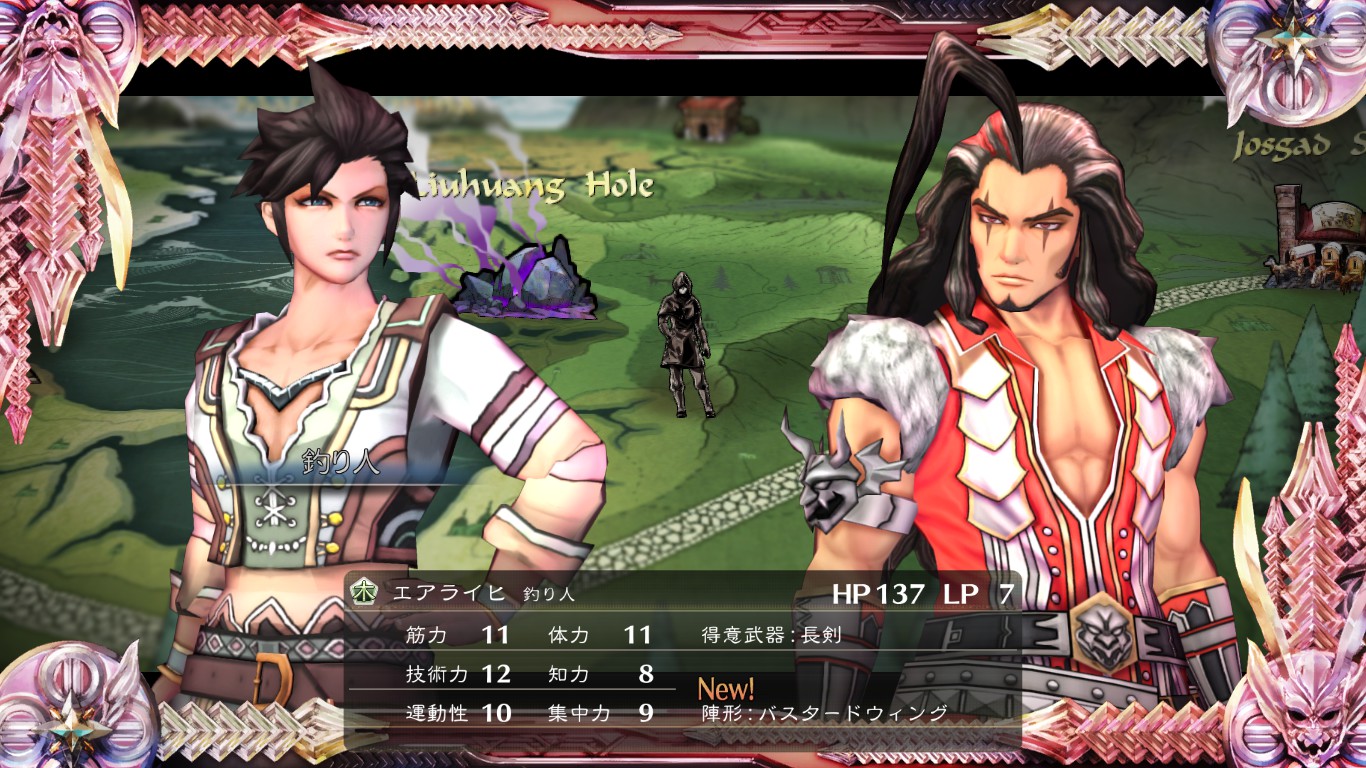 Liuhuang Hole
Josgad S
釣り人
木 エアライヒ 釣り人 HP 137 LP 7
筋力 11 体力 11 得意武器:長剣
技術力 12 知力 8
New!
運動性 10 集中力 9 陣形:バスタードウィング